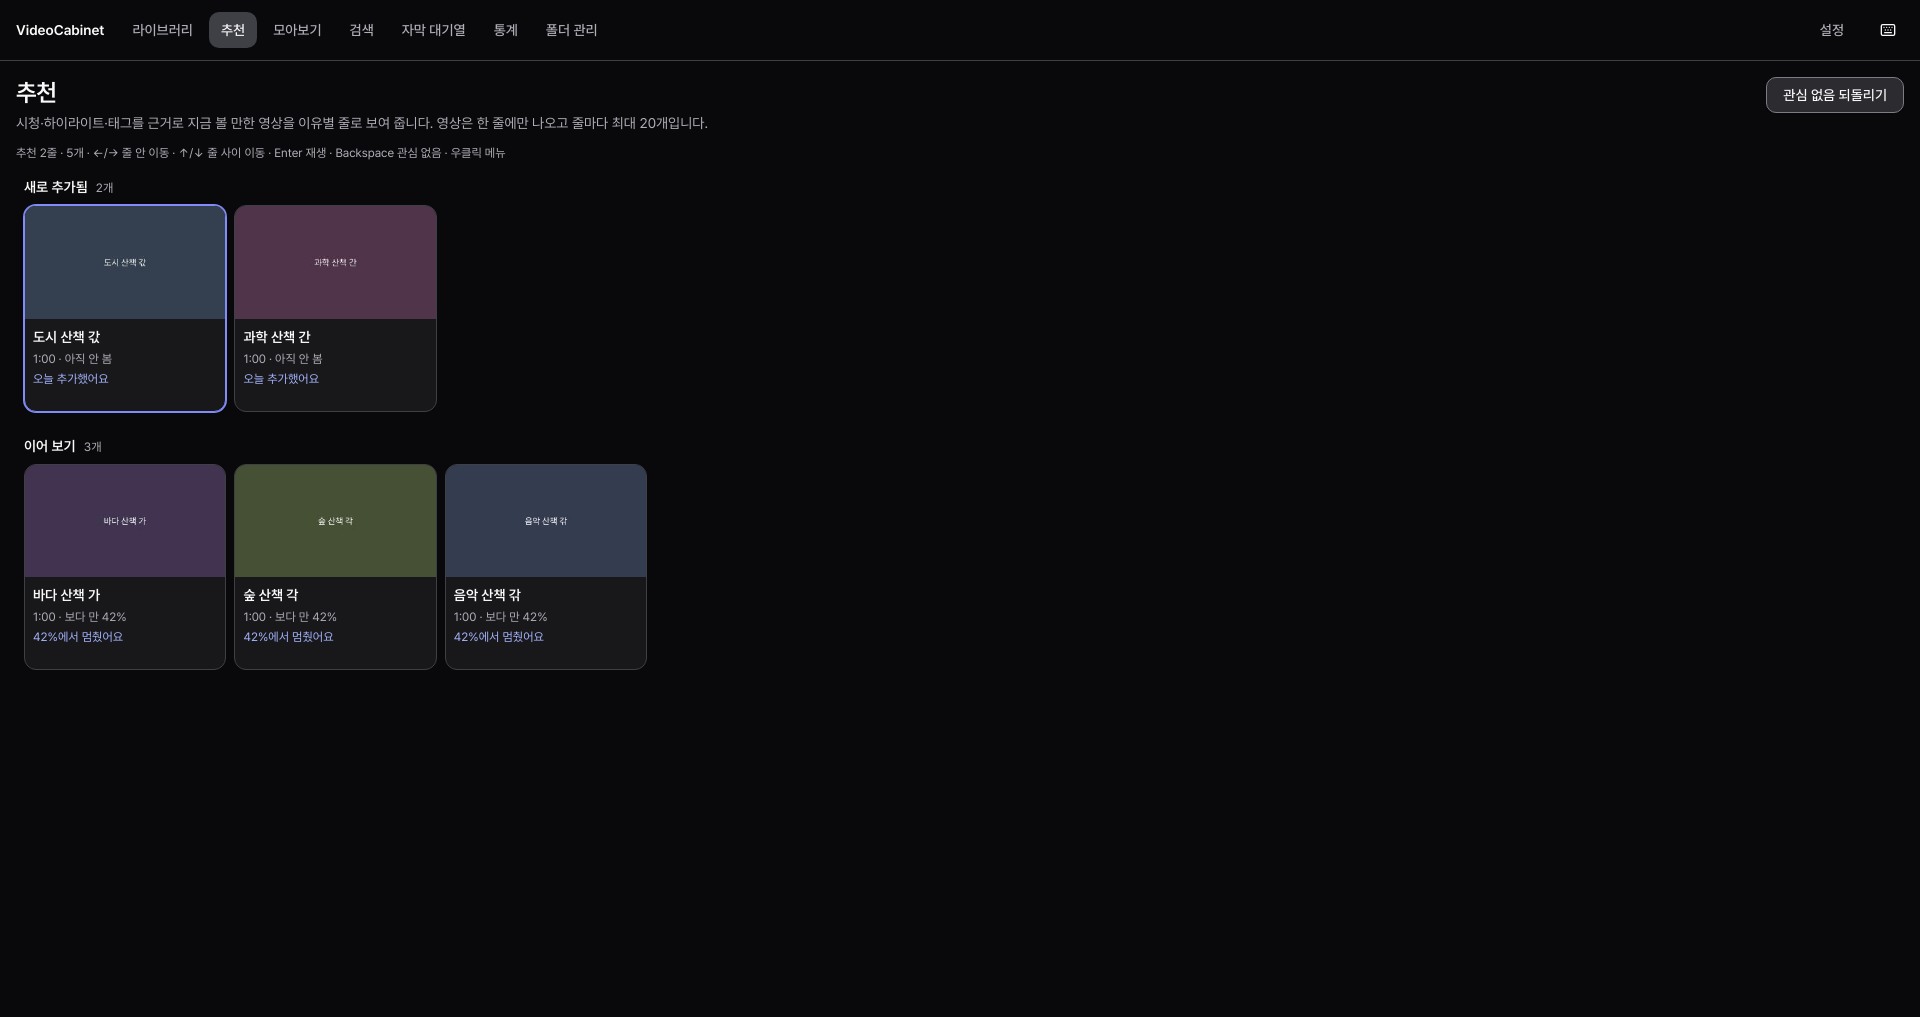 VideoCabinet 라이브러리 추천 모아보기 검색 자막 대기열 통계 폴더 관리 설정
추천
관심 없음 되돌리기
시청·하이라이트·태그를 근거로 지금 볼 만한 영상을 이유별 줄로 보여 줍니다. 영상은 한 줄에만 나오고 줄마다 최대 20개입니다.
추천 2줄 · 5개 · ←/→ 줄 안 이동 · ↑/↓ 줄 사이 이동 · Enter 재생 · Backspace 관심 없음 · 우클릭 메뉴
새로 추가됨 2개
도시 산책 갃
도시 산책 갃
1:00 · 아직 안 봄
오늘 추가했어요
과학 산책 간
과학 산책 간
1:00 · 아직 안 봄
오늘 추가했어요
이어 보기 3개
바다 산책 가
바다 산책 가
1:00 · 보다 만 42%
42%에서 멈췄어요
숲 산책 각
숲 산책 각
1:00 · 보다 만 42%
42%에서 멈췄어요
음악 산책 갂
음악 산책 갂
1:00 · 보다 만 42%
42%에서 멈췄어요